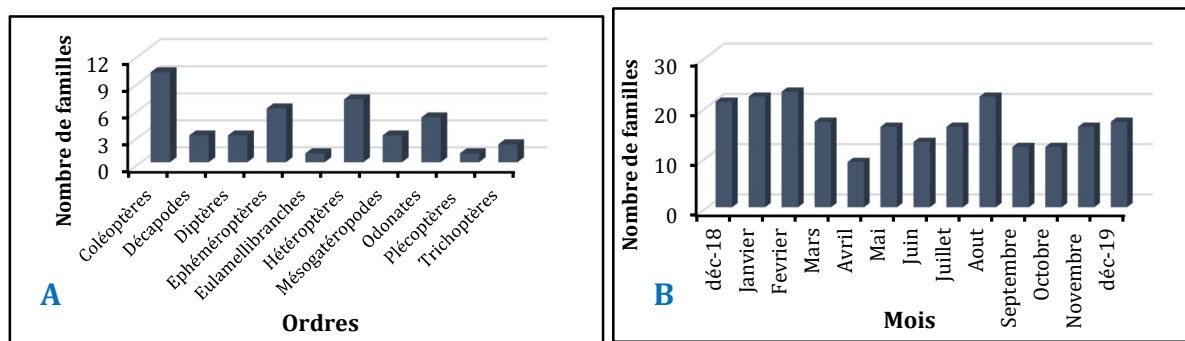 Nombre de familles
12
9
6
3
0
Coléoptères
Décapodes
Diptères
Ephéméroptères
Eulamellibranches
Hétéroptères
Mésogatéropodes
Odonates
Plécoptères
Trichoptères
A
Ordres
Nombre de familles
30
20
10
0
déc-18
Janvier
Fevrier
Mars
Avril
Mai
Juin
Juillet
Aout
Septembre
Octobre
Novembre
déc-19
B
Mois